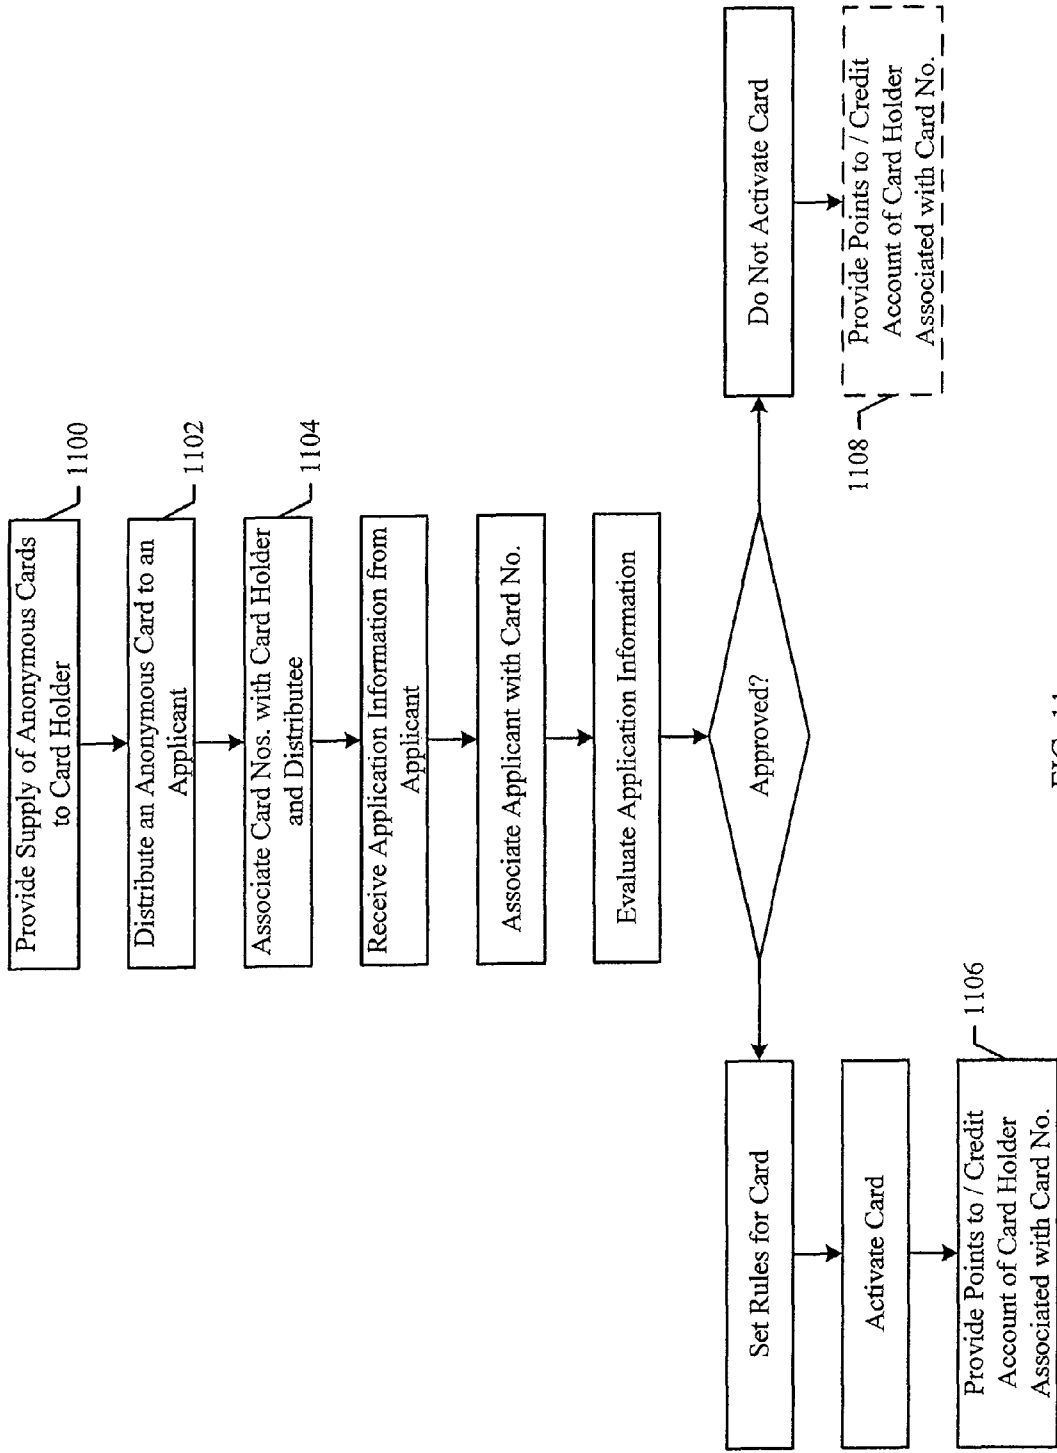 Provide Supply of Anonymous Cards
to Card Holder
1100
Distribute an Anonymous Card to an
Applicant
1102
Associate Card Nos. with Card Holder
and Distributee
1104
Receive Application Information from
Applicant
Associate Applicant with Card No.
Evaluate Application Information
Approved?
Set Rules for Card
Activate Card
Provide Points to / Credit
Account of Card Holder
Associated with Card No.
1106
Do Not Activate Card
Provide Points to / Credit
Account of Card Holder
Associated with Card No.
1108
FIG. 11